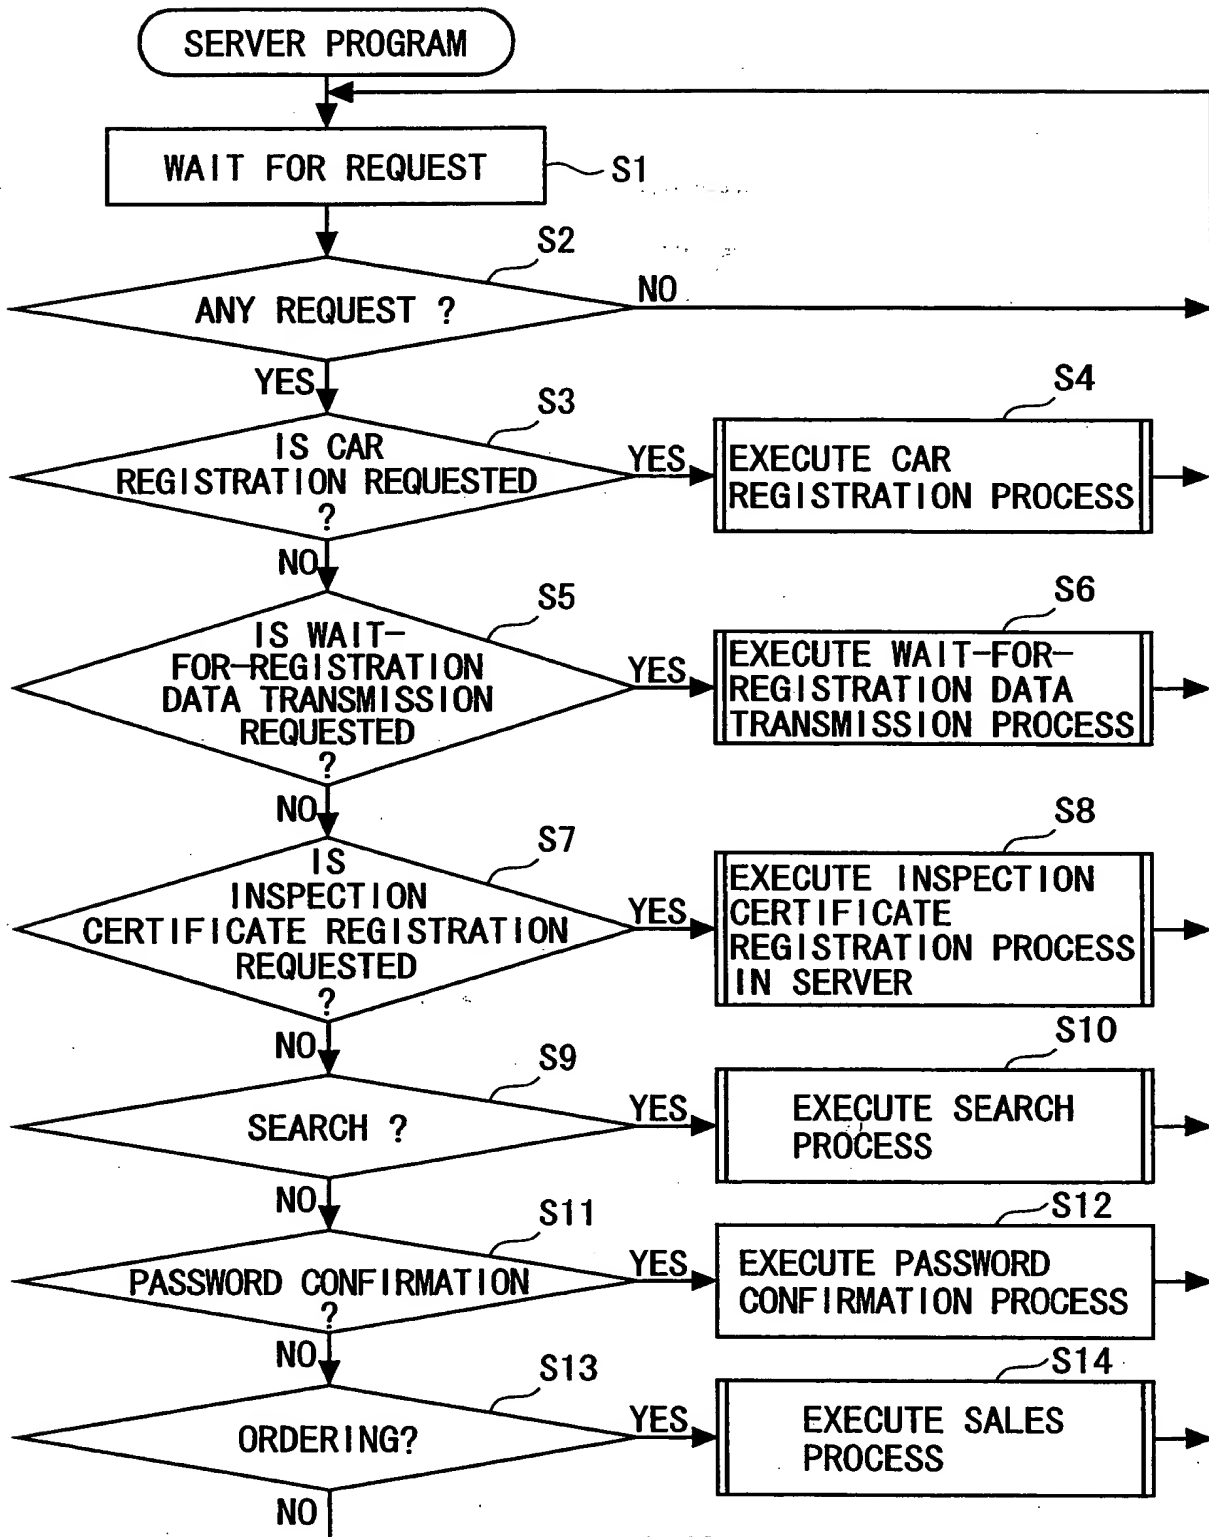 SERVER PROGRAM
WAIT FOR REQUEST
S1
S2
ANY REQUEST ?
NO
YES
S3
IS CAR
REGISTRATION REQUESTED
?
YES
S4
EXECUTE CAR
REGISTRATION PROCESS
NO
S5
IS WAIT-
FOR-REGISTRATION
DATA TRANSMISSION
REQUESTED
?
YES
S6
EXECUTE WAIT-FOR-
REGISTRATION DATA
TRANSMISSION PROCESS
NO
S7
IS
INSPECTION
CERTIFICATE REGISTRATION
REQUESTED
?
YES
S8
EXECUTE INSPECTION
CERTIFICATE
REGISTRATION PROCESS
IN SERVER
NO
S9
SEARCH ?
YES
S10
EXECUTE SEARCH
PROCESS
NO
S11
PASSWORD CONFIRMATION
?
YES
S12
EXECUTE PASSWORD
CONFIRMATION PROCESS
NO
S13
ORDERING?
YES
S14
EXECUTE SALES
PROCESS
NO